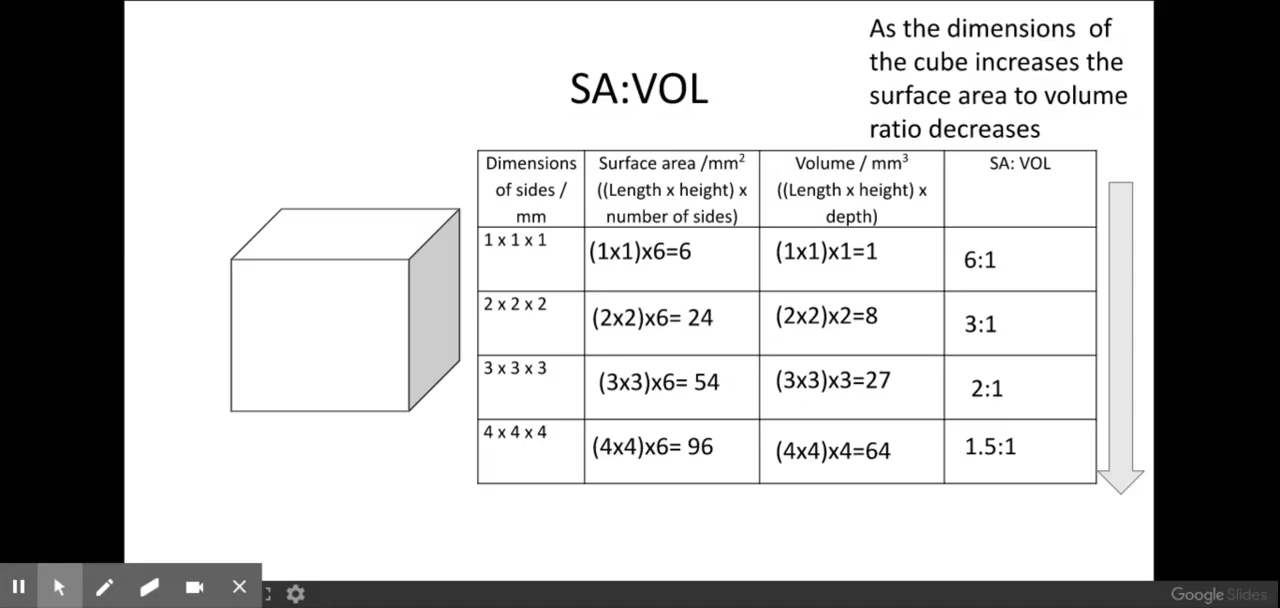 As the dimensions of
the cube increases the
surface area to volume
ratio decreases
SA:VOL
Dimensions
of sides /
mm
Surface area /mm²
((Length x height) x
number of sides)
Volume / mm³
((Length x height) x
depth)
SA: VOL
1 x 1 x 1
(1x1)x6=6
(1x1)x1=1
6:1
2 x 2 x 2
(2x2)x6= 24
(2x2)x2=8
3:1
3 x 3 x 3
(3x3)x6= 54
(3x3)x3=27
2:1
4 x 4 x 4
(4x4)x6= 96
(4x4)x4=64
1.5:1
Google Slides